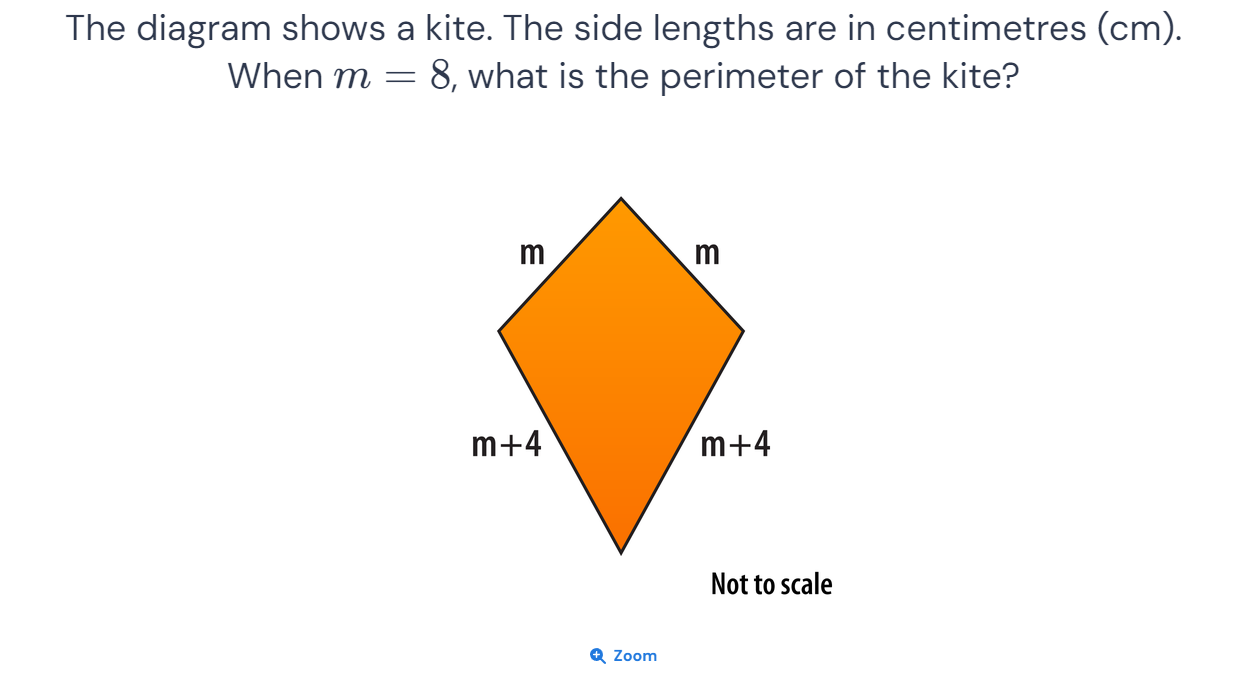 The diagram shows a kite. The side lengths are in centimetres (cm).
When m = 8, what is the perimeter of the kite?
m
m
m+4
m+4
Not to scale
Zoom